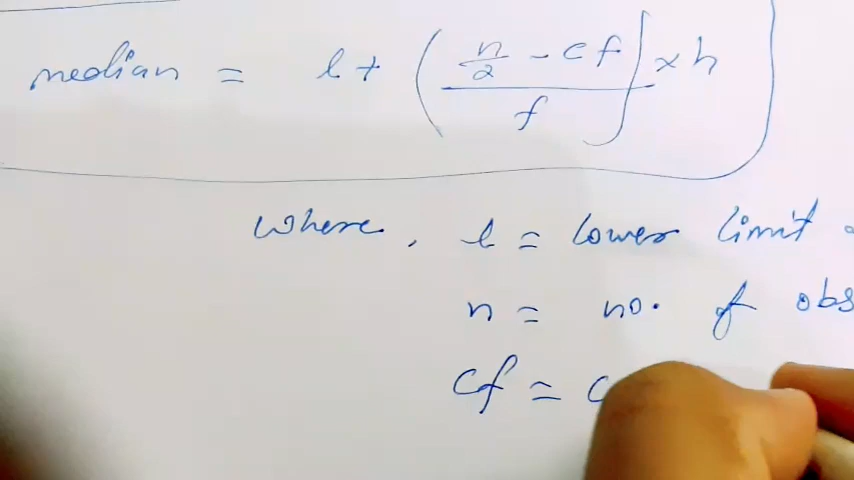 median = l + ( n/2 - cf / f ) × h
where, l = lower limit
n = no. of obs
cf = c